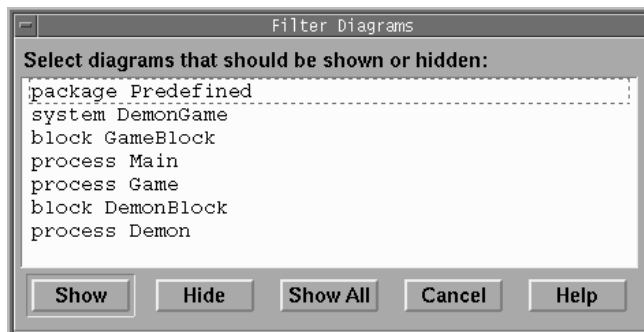 Filter Diagrams
Select diagrams that should be shown or hidden:
package Predefined
system DemonGame
block GameBlock
process Main
process Game
block DemonBlock
process Demon
Show Hide Show All Cancel Help